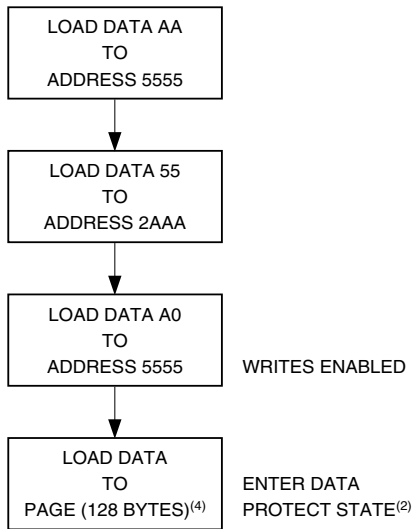 LOAD DATA AA
TO
ADDRESS 5555
LOAD DATA 55
TO
ADDRESS 2AAA
LOAD DATA A0
TO
ADDRESS 5555
WRITES ENABLED
LOAD DATA
TO
PAGE (128 BYTES)(4)
ENTER DATA
PROTECT STATE(2)